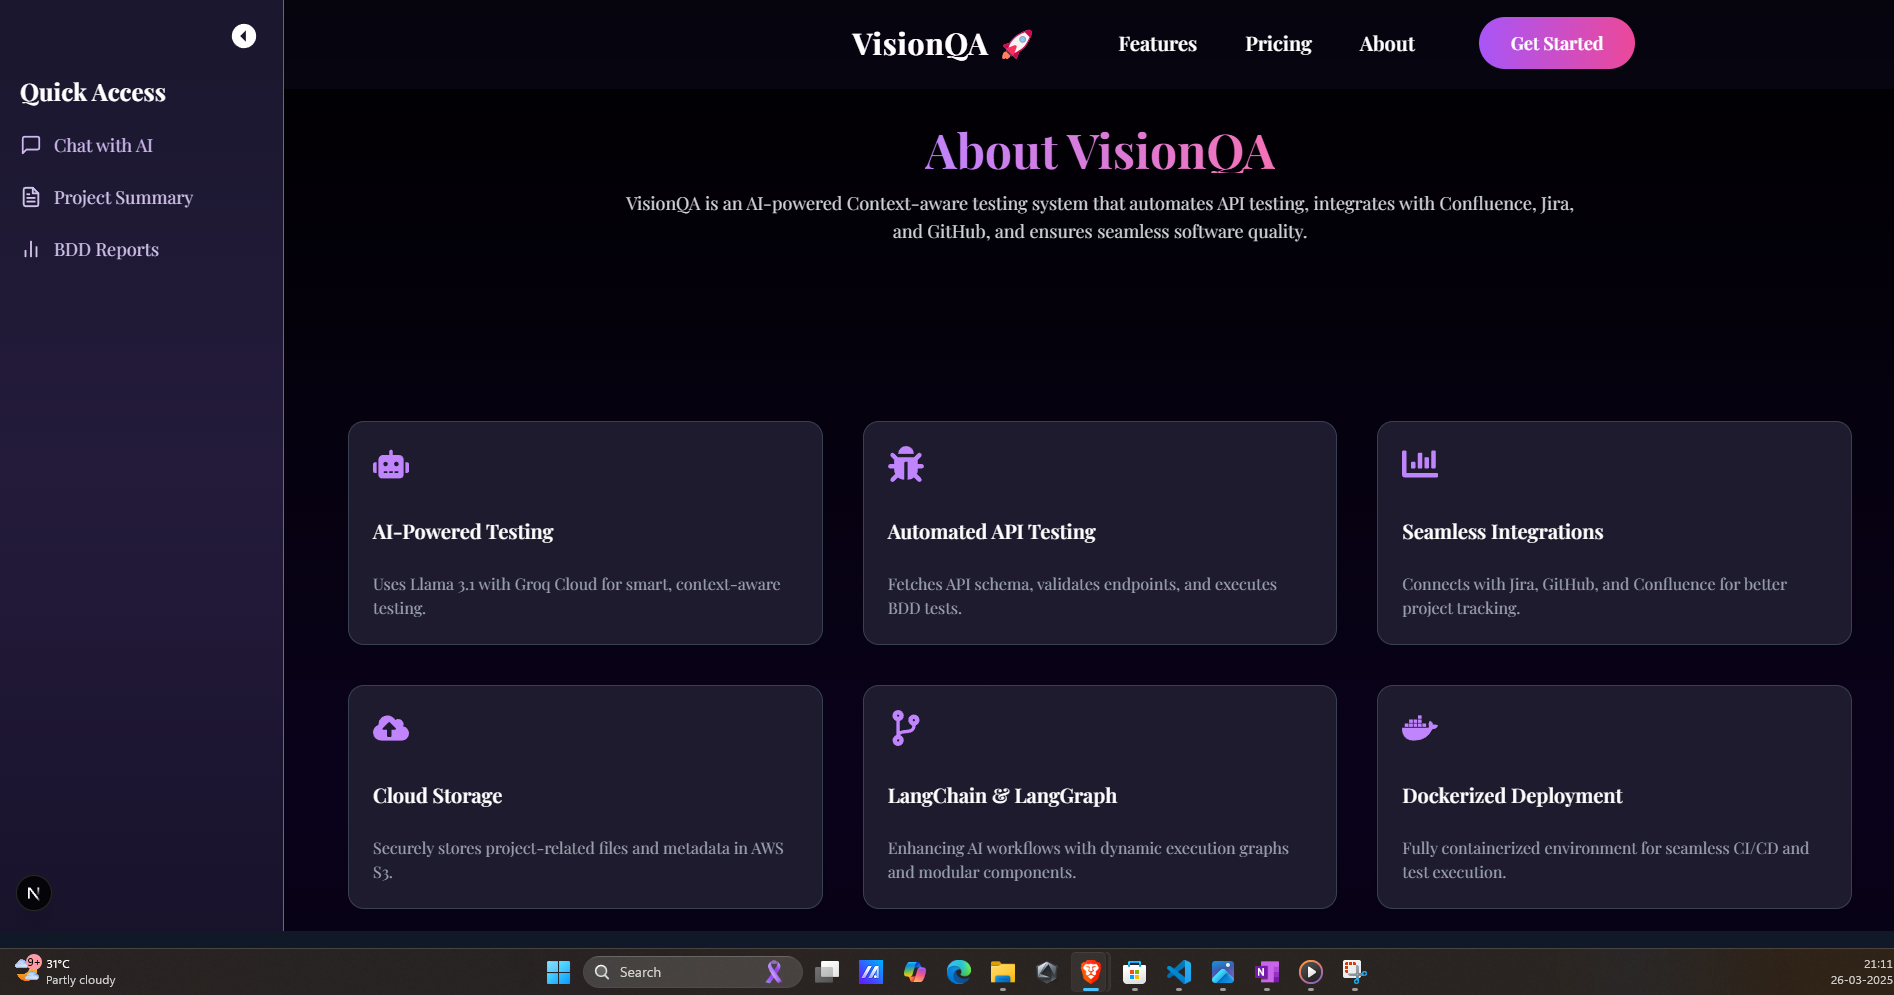 Quick Access
Chat with AI
Project Summary
BDD Reports
N
VisionQA 🚀
Features
Pricing
About
Get Started
About VisionQA
VisionQA is an AI-powered Context-aware testing system that automates API testing, integrates with Confluence, Jira,
and GitHub, and ensures seamless software quality.
AI-Powered Testing
Uses Llama 3.1 with Groq Cloud for smart, context-aware
testing.
Automated API Testing
Fetches API schema, validates endpoints, and executes
BDD tests.
Seamless Integrations
Connects with Jira, GitHub, and Confluence for better
project tracking.
Cloud Storage
Securely stores project-related files and metadata in AWS
S3.
LangChain & LangGraph
Enhancing AI workflows with dynamic execution graphs
and modular components.
Dockerized Deployment
Fully containerized environment for seamless CI/CD and
test execution.
9+
31°C
Partly cloudy
Search
N
21:11
26-03-2025